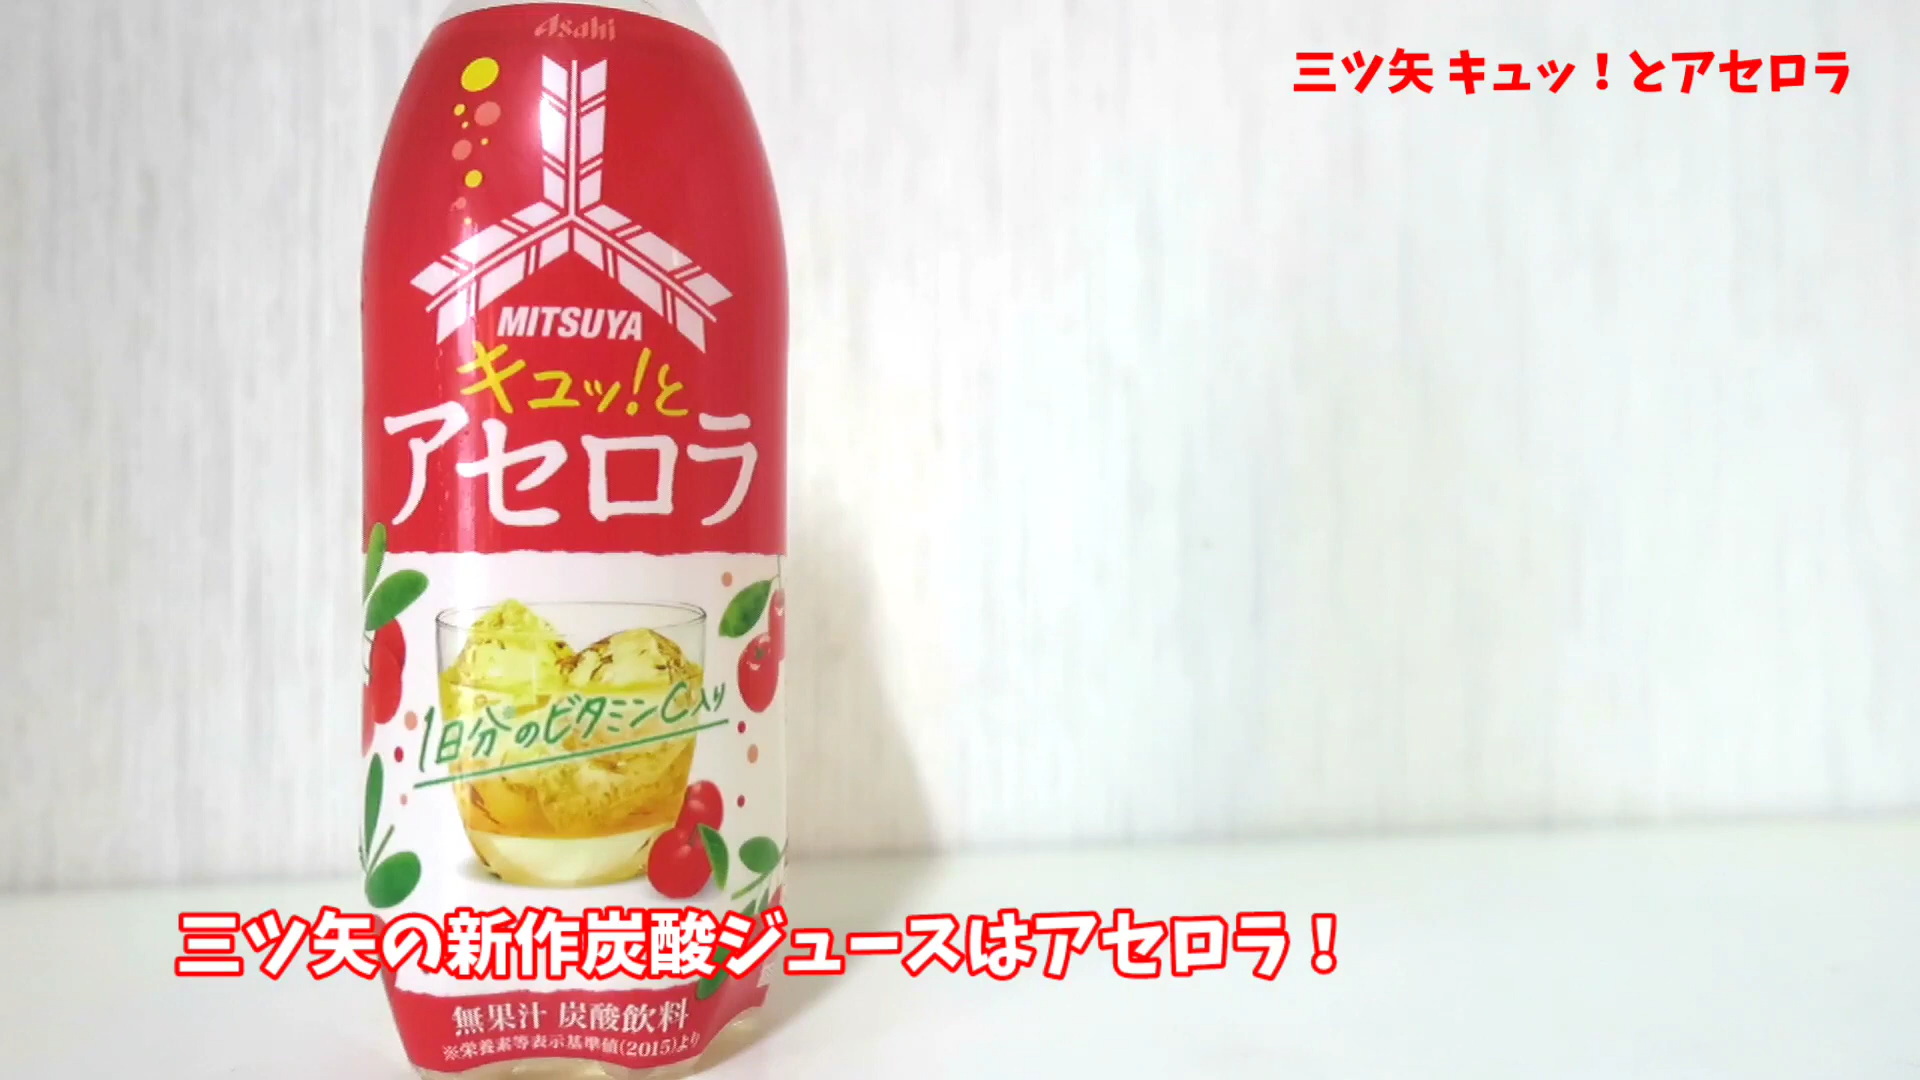 Asahi
三ツ矢 キュッ！とアセロラ
MITSUYA
キュッ!と
アセロラ
1日分のビタミンC入り
三ツ矢の新作炭酸ジュースはアセロラ！
無果汁 炭酸飲料
※栄養素等表示基準値(2015)より